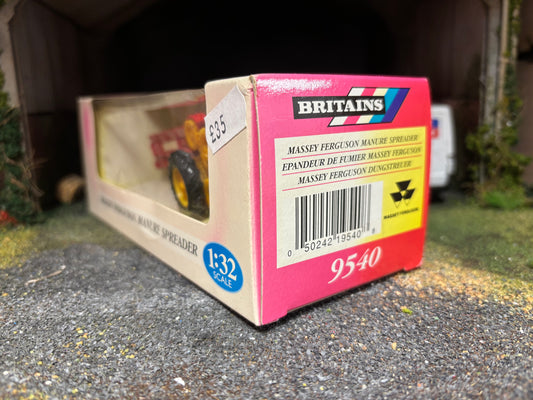 £35
MASSEY FERGUSON MANURE SPREADER
1:32
SCALE
BRITAINS
MASSEY FERGUSON MANURE SPREADER
EPANDEUR DE FUMIER MASSEY FERGUSON
MASSEY FERGUSON DUNGSTREUER
MASSEY FERGUSON
0 50242 19540 8
9540